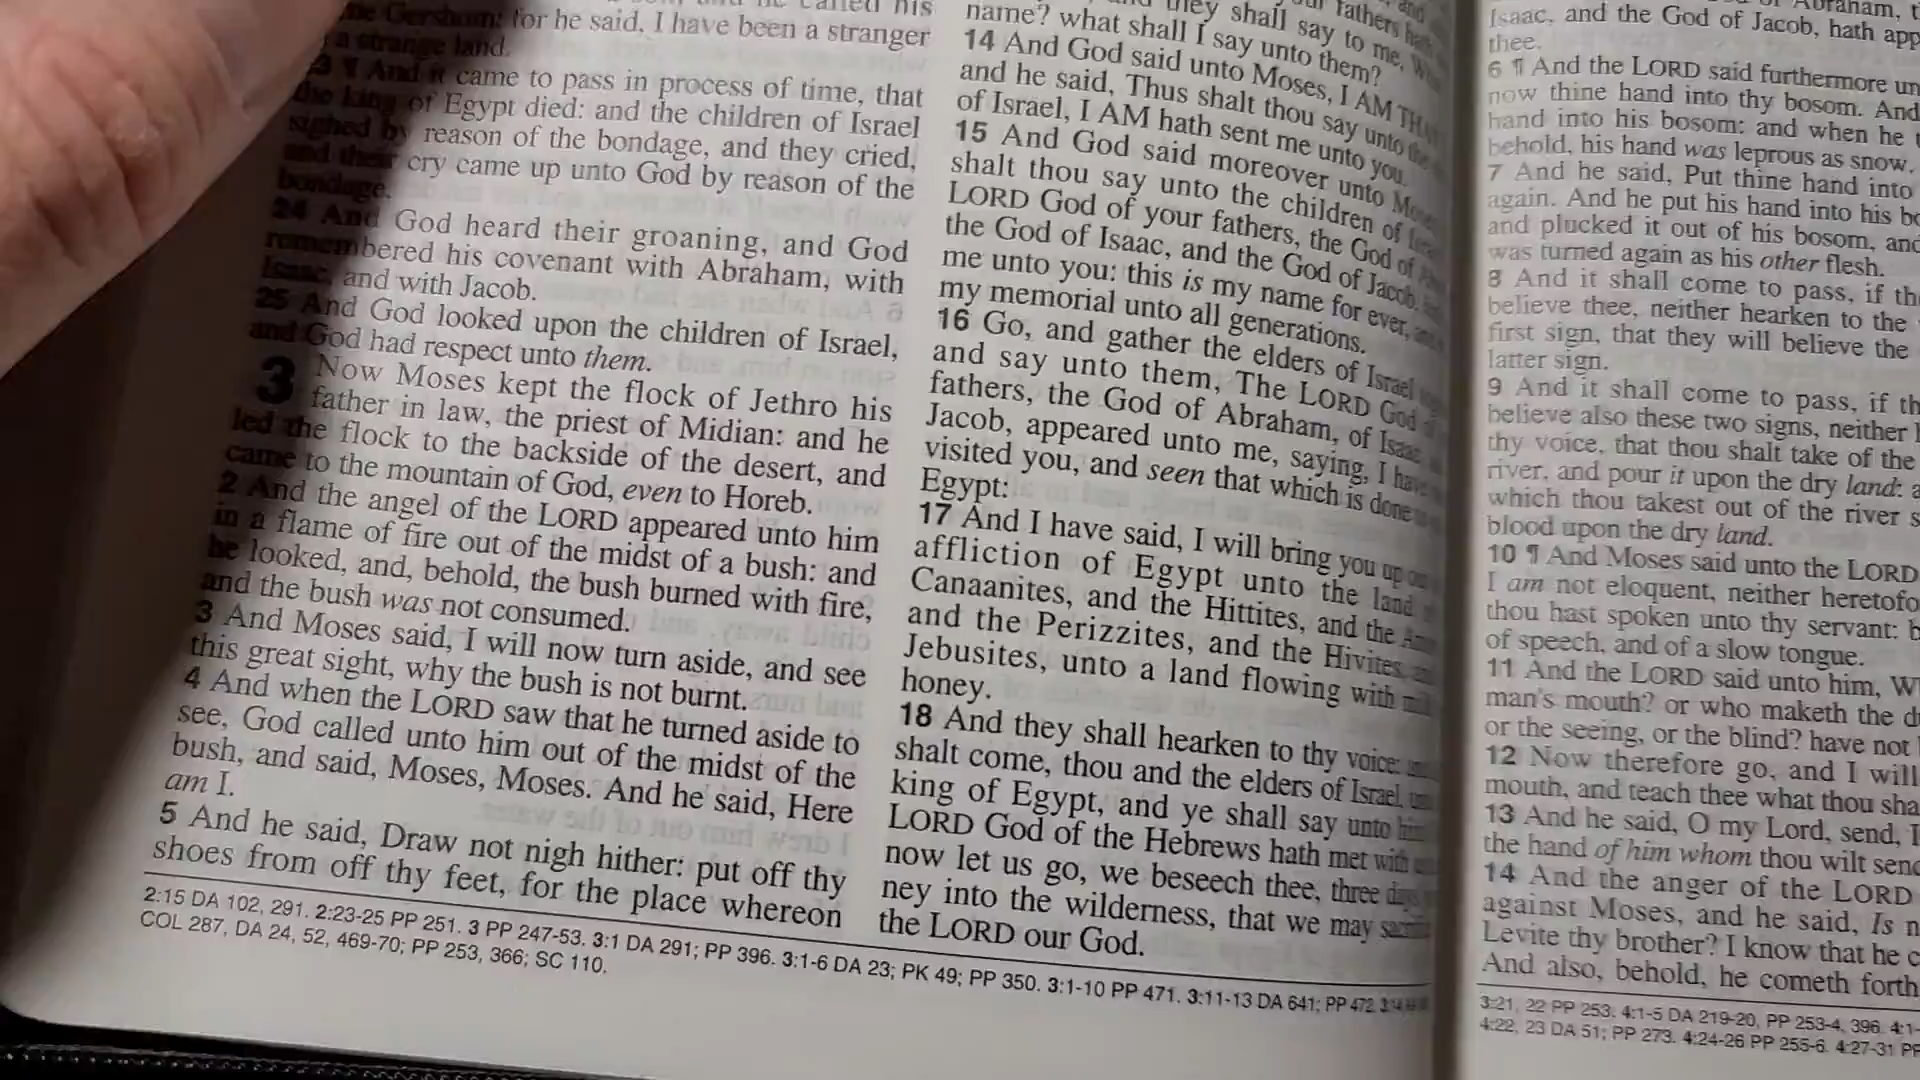 called his
Gershom: for he said, I have been a stranger
a strange land.
¶ And it came to pass in process of time, that
the king of Egypt died: and the children of Israel
sighed by reason of the bondage, and they cried,
and their cry came up unto God by reason of the
bondage.
24 And God heard their groaning, and God
remembered his covenant with Abraham, with
Isaac, and with Jacob.
25 And God looked upon the children of Israel,
and God had respect unto them.
3 Now Moses kept the flock of Jethro his
father in law, the priest of Midian: and he
led the flock to the backside of the desert, and
came to the mountain of God, even to Horeb.
2 And the angel of the LORD appeared unto him
in a flame of fire out of the midst of a bush: and
he looked, and, behold, the bush burned with fire,
and the bush was not consumed.
3 And Moses said, I will now turn aside, and see
this great sight, why the bush is not burnt.
4 And when the LORD saw that he turned aside to
see, God called unto him out of the midst of the
bush, and said, Moses, Moses. And he said, Here
am I.
5 And he said, Draw not nigh hither: put off thy
shoes from off thy feet, for the place whereon
they shall say to me,
name? what shall I say unto them?
14 And God said unto Moses, I AM
and he said, Thus shalt thou say unto
of Israel, I AM hath sent me unto you.
15 And God said moreover unto
shalt thou say unto the children of
LORD God of your fathers, the God of
the God of Isaac, and the God of Jacob,
me unto you: this is my name for ever,
my memorial unto all generations.
16 Go, and gather the elders of Israel
and say unto them, The LORD God
fathers, the God of Abraham, of Isaac
Jacob, appeared unto me, saying, I have
visited you, and seen that which is done
Egypt:
17 And I have said, I will bring you up
affliction of Egypt unto the land
Canaanites, and the Hittites, and the
and the Perizzites, and the Hivites,
Jebusites, unto a land flowing with
honey.
18 And they shall hearken to thy voice:
shalt come, thou and the elders of Israel,
king of Egypt, and ye shall say unto
LORD God of the Hebrews hath met with
now let us go, we beseech thee, three
ney into the wilderness, that we may
the LORD our God.
2:15 DA 102, 291. 2:23-25 PP 251. 3 PP 247-53. 3:1 DA 291; PP 396. 3:1-6 DA 23; PK 49; PP 350. 3:1-10 PP 471. 3:11-13 DA 641; PP 472.
COL 287, DA 24, 52, 469-70; PP 253, 366; SC 110.
Abraham,
Isaac, and the God of Jacob, hath app
thee.
6 ¶ And the LORD said furthermore un
now thine hand into thy bosom. And
hand into his bosom: and when he
behold, his hand was leprous as snow.
7 And he said, Put thine hand into
again. And he put his hand into his bo
and plucked it out of his bosom, and
was turned again as his other flesh.
8 And it shall come to pass, if
believe thee, neither hearken to the
first sign, that they will believe the
latter sign.
9 And it shall come to pass, if th
believe also these two signs, neither
thy voice, that thou shalt take of the
river, and pour it upon the dry land:
which thou takest out of the river
blood upon the dry land.
10 ¶ And Moses said unto the LORD
I am not eloquent, neither heretofo
thou hast spoken unto thy servant:
of speech, and of a slow tongue.
11 And the LORD said unto him, W
man's mouth? or who maketh the du
or the seeing, or the blind? have not
12 Now therefore go, and I will
mouth, and teach thee what thou sha
13 And he said, O my Lord, send, I
the hand of him whom thou wilt send
14 And the anger of the LORD
against Moses, and he said, Is n
Levite thy brother? I know that he c
And also, behold, he cometh forth
3:21, 22 PP 253. 4:1-5 DA 219-20, PP 253-4, 396. 4:1-
4:22, 23 DA 51; PP 273. 4:24-26 PP 255-6. 4:27-31 PP